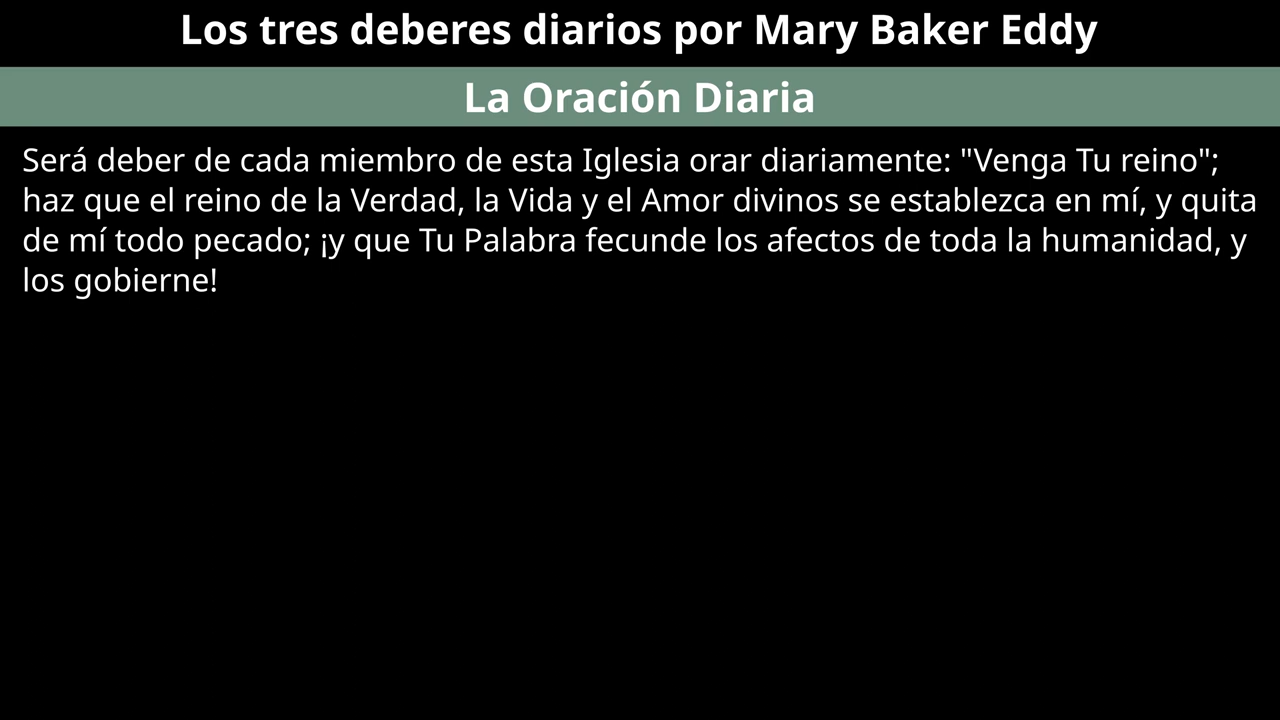 Los tres deberes diarios por Mary Baker Eddy
La Oración Diaria
Será deber de cada miembro de esta Iglesia orar diariamente: "Venga Tu reino";
haz que el reino de la Verdad, la Vida y el Amor divinos se establezca en mí, y quita
de mí todo pecado; ¡y que Tu Palabra fecunde los afectos de toda la humanidad, y
los gobierne!